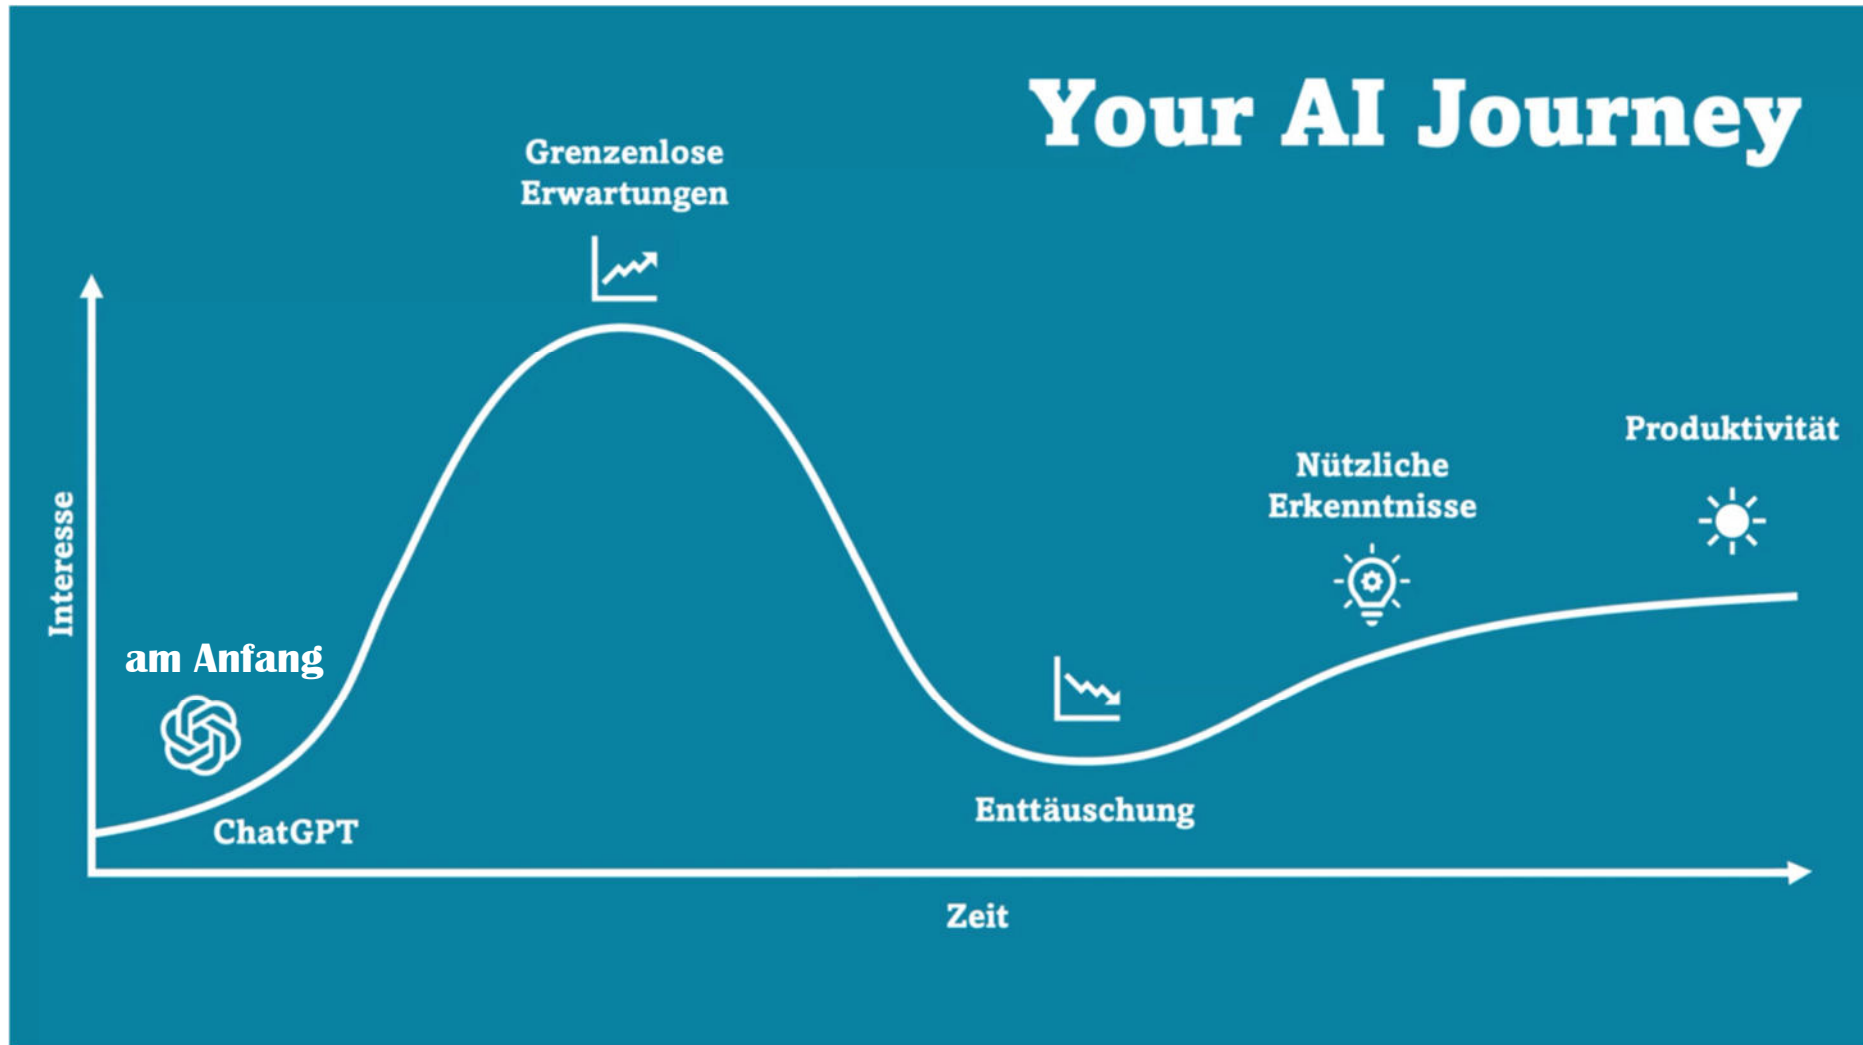 Your AI Journey
Grenzenlose
Erwartungen
Produktivität
Nützliche
Erkenntnisse
Interesse
am Anfang
ChatGPT
Enttäuschung
Zeit